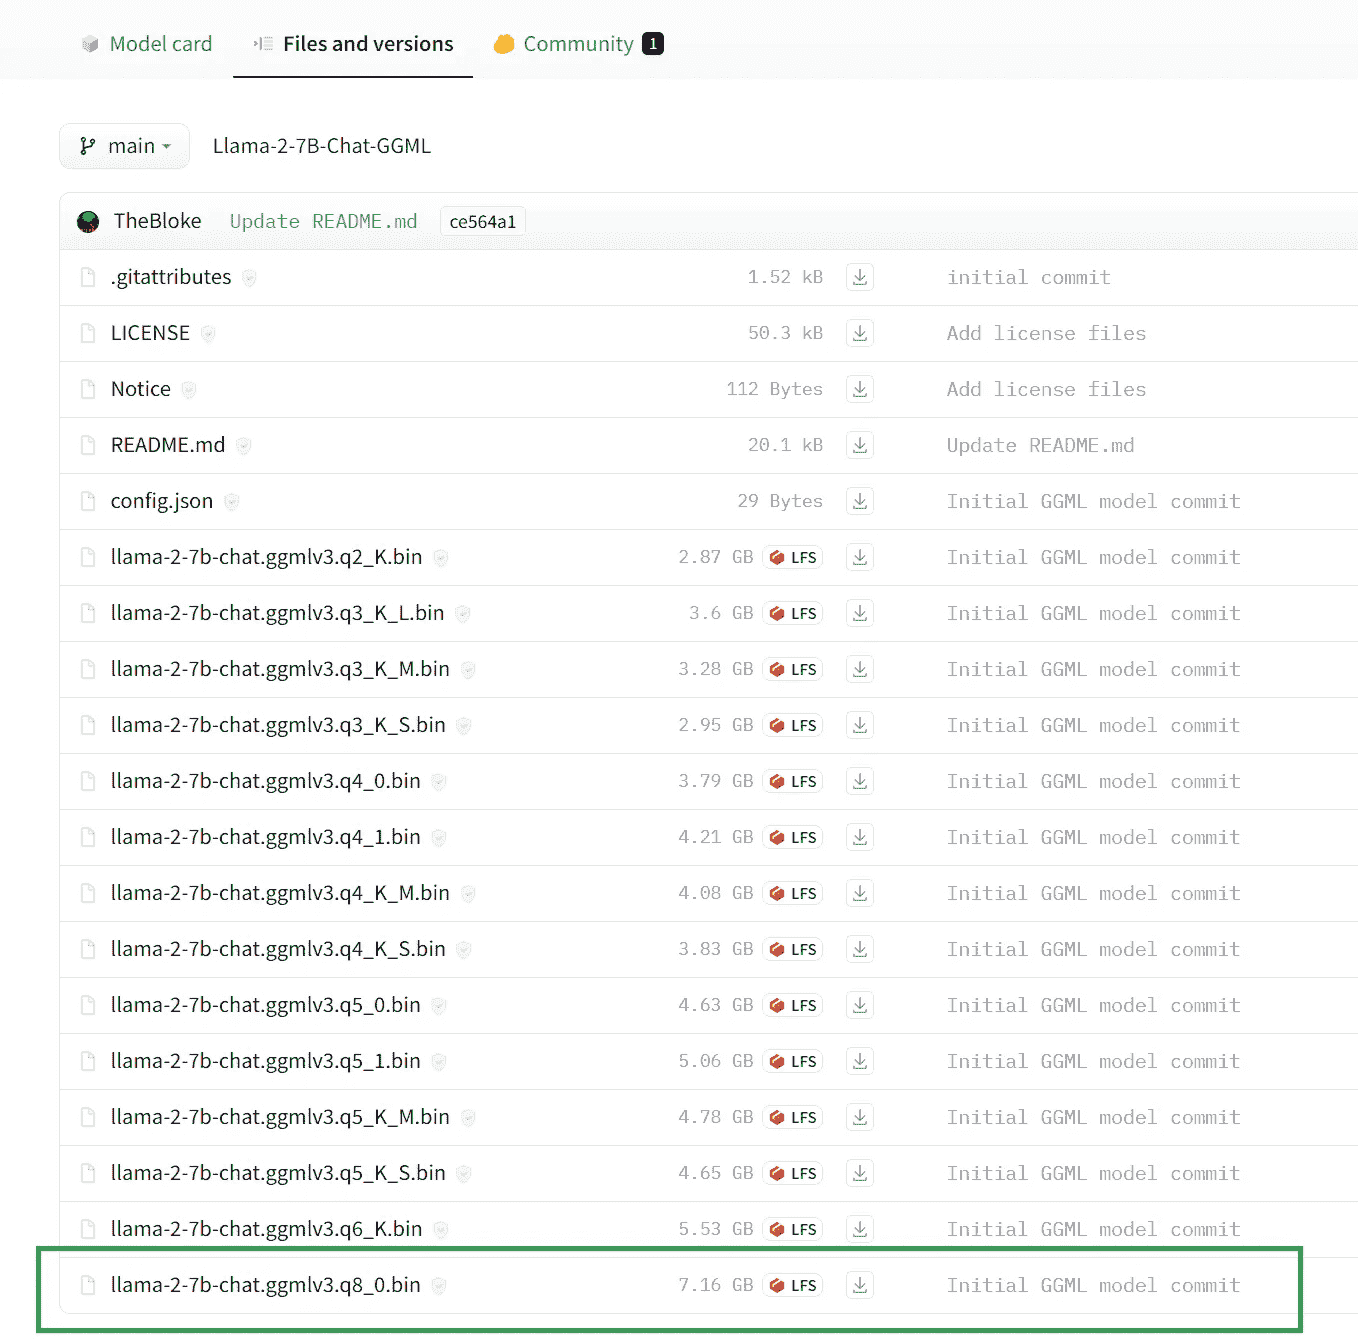 Model card Files and versions Community 1
main Llama-2-7B-Chat-GGML
TheBloke Update README.md ce564a1
.gitattributes 1.52 kB initial commit
LICENSE 50.3 kB Add license files
Notice 112 Bytes Add license files
README.md 20.1 kB Update README.md
config.json 29 Bytes Initial GGML model commit
llama-2-7b-chat.ggmlv3.q2_K.bin 2.87 GB LFS Initial GGML model commit
llama-2-7b-chat.ggmlv3.q3_K_L.bin 3.6 GB LFS Initial GGML model commit
llama-2-7b-chat.ggmlv3.q3_K_M.bin 3.28 GB LFS Initial GGML model commit
llama-2-7b-chat.ggmlv3.q3_K_S.bin 2.95 GB LFS Initial GGML model commit
llama-2-7b-chat.ggmlv3.q4_0.bin 3.79 GB LFS Initial GGML model commit
llama-2-7b-chat.ggmlv3.q4_1.bin 4.21 GB LFS Initial GGML model commit
llama-2-7b-chat.ggmlv3.q4_K_M.bin 4.08 GB LFS Initial GGML model commit
llama-2-7b-chat.ggmlv3.q4_K_S.bin 3.83 GB LFS Initial GGML model commit
llama-2-7b-chat.ggmlv3.q5_0.bin 4.63 GB LFS Initial GGML model commit
llama-2-7b-chat.ggmlv3.q5_1.bin 5.06 GB LFS Initial GGML model commit
llama-2-7b-chat.ggmlv3.q5_K_M.bin 4.78 GB LFS Initial GGML model commit
llama-2-7b-chat.ggmlv3.q5_K_S.bin 4.65 GB LFS Initial GGML model commit
llama-2-7b-chat.ggmlv3.q6_K.bin 5.53 GB LFS Initial GGML model commit
llama-2-7b-chat.ggmlv3.q8_0.bin 7.16 GB LFS Initial GGML model commit